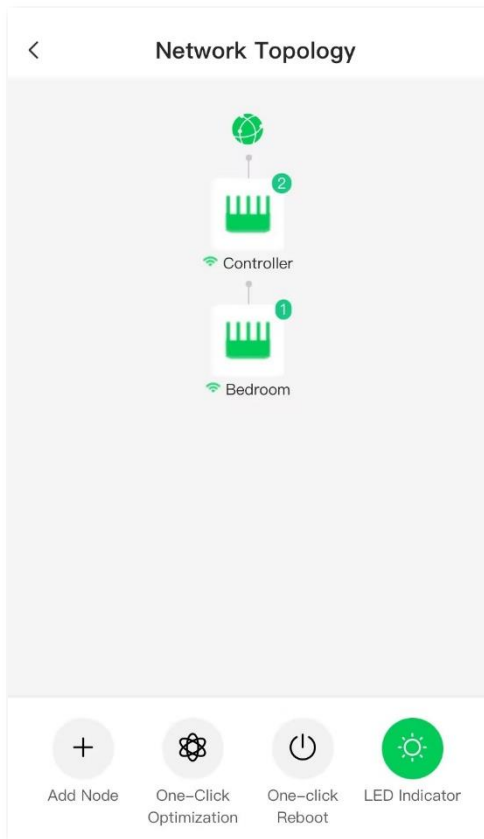 Network Topology
2
Controller
1
Bedroom
Add Node
One-Click
Optimization
One-click
Reboot
LED Indicator